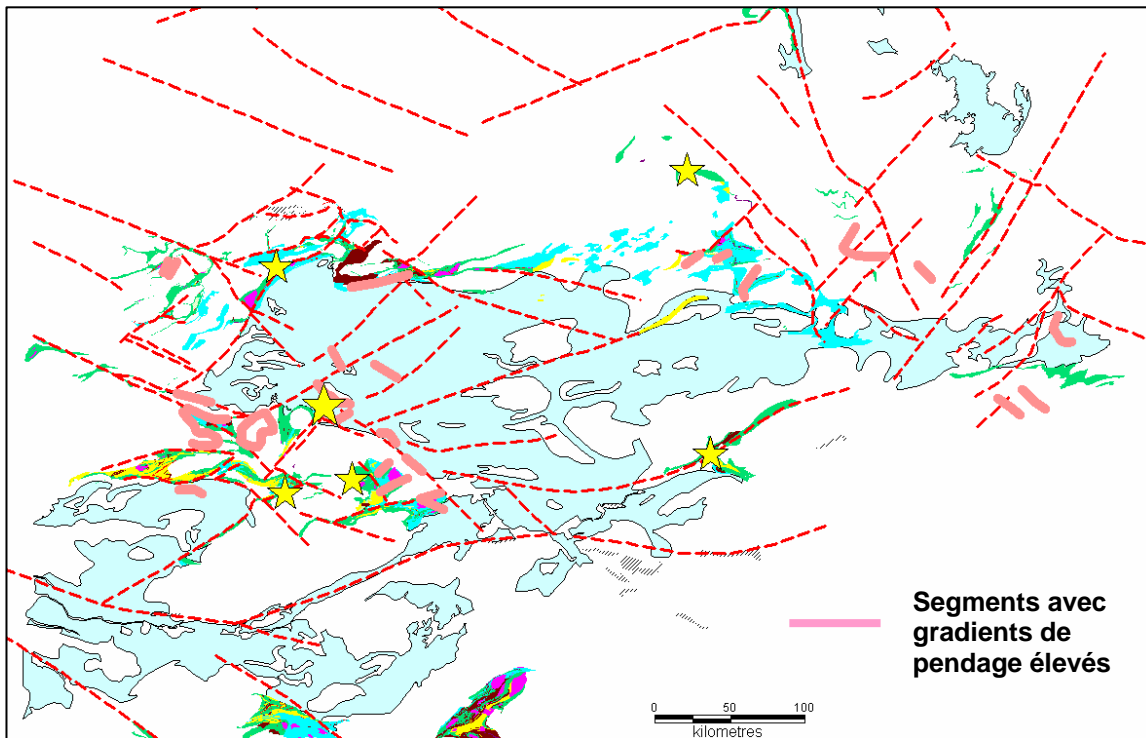 Segments avec
gradients de
pendage élevés
0 50 100
kilometres